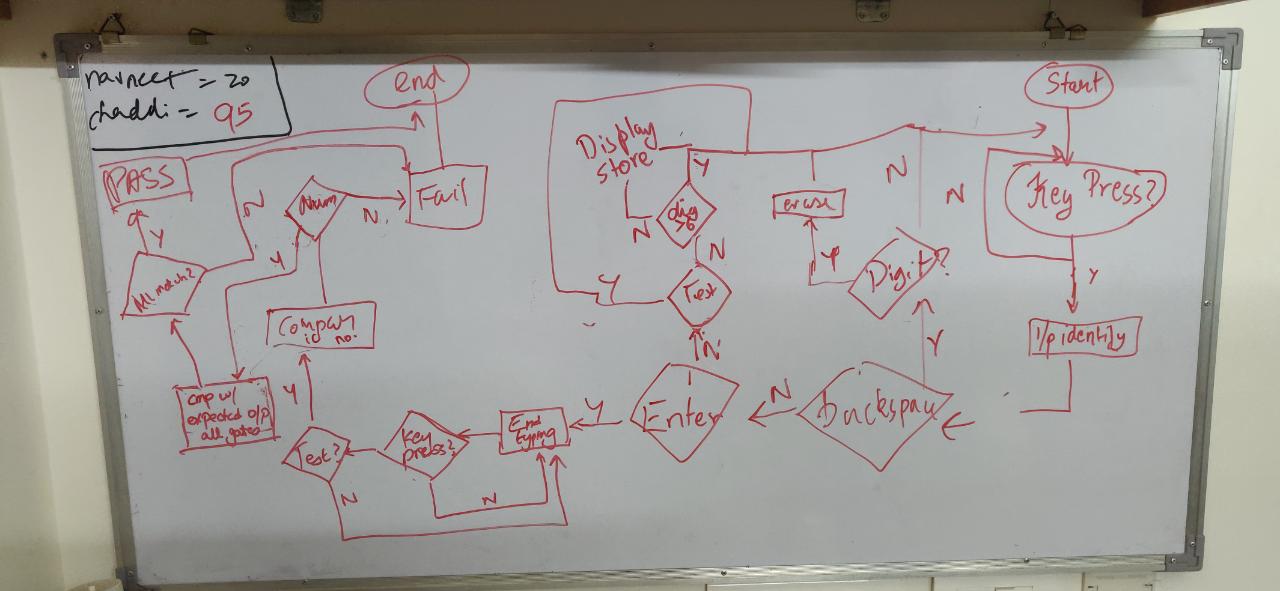 navneet = 20
chaddi = 95
end
Start
PASS
Fail
Num
N
N
Y
Y
All match?
Display
store
Y
dig
>6
N
N
Y
Test
N
erase
Y
Digit?
N
Y
N
Key Press?
Y
I/p identify
Compay
id no.
cmp w/
expected o/p
all gates
Y
Test?
N
Key
press?
N
End
typing
Y
Enter
N
backspace